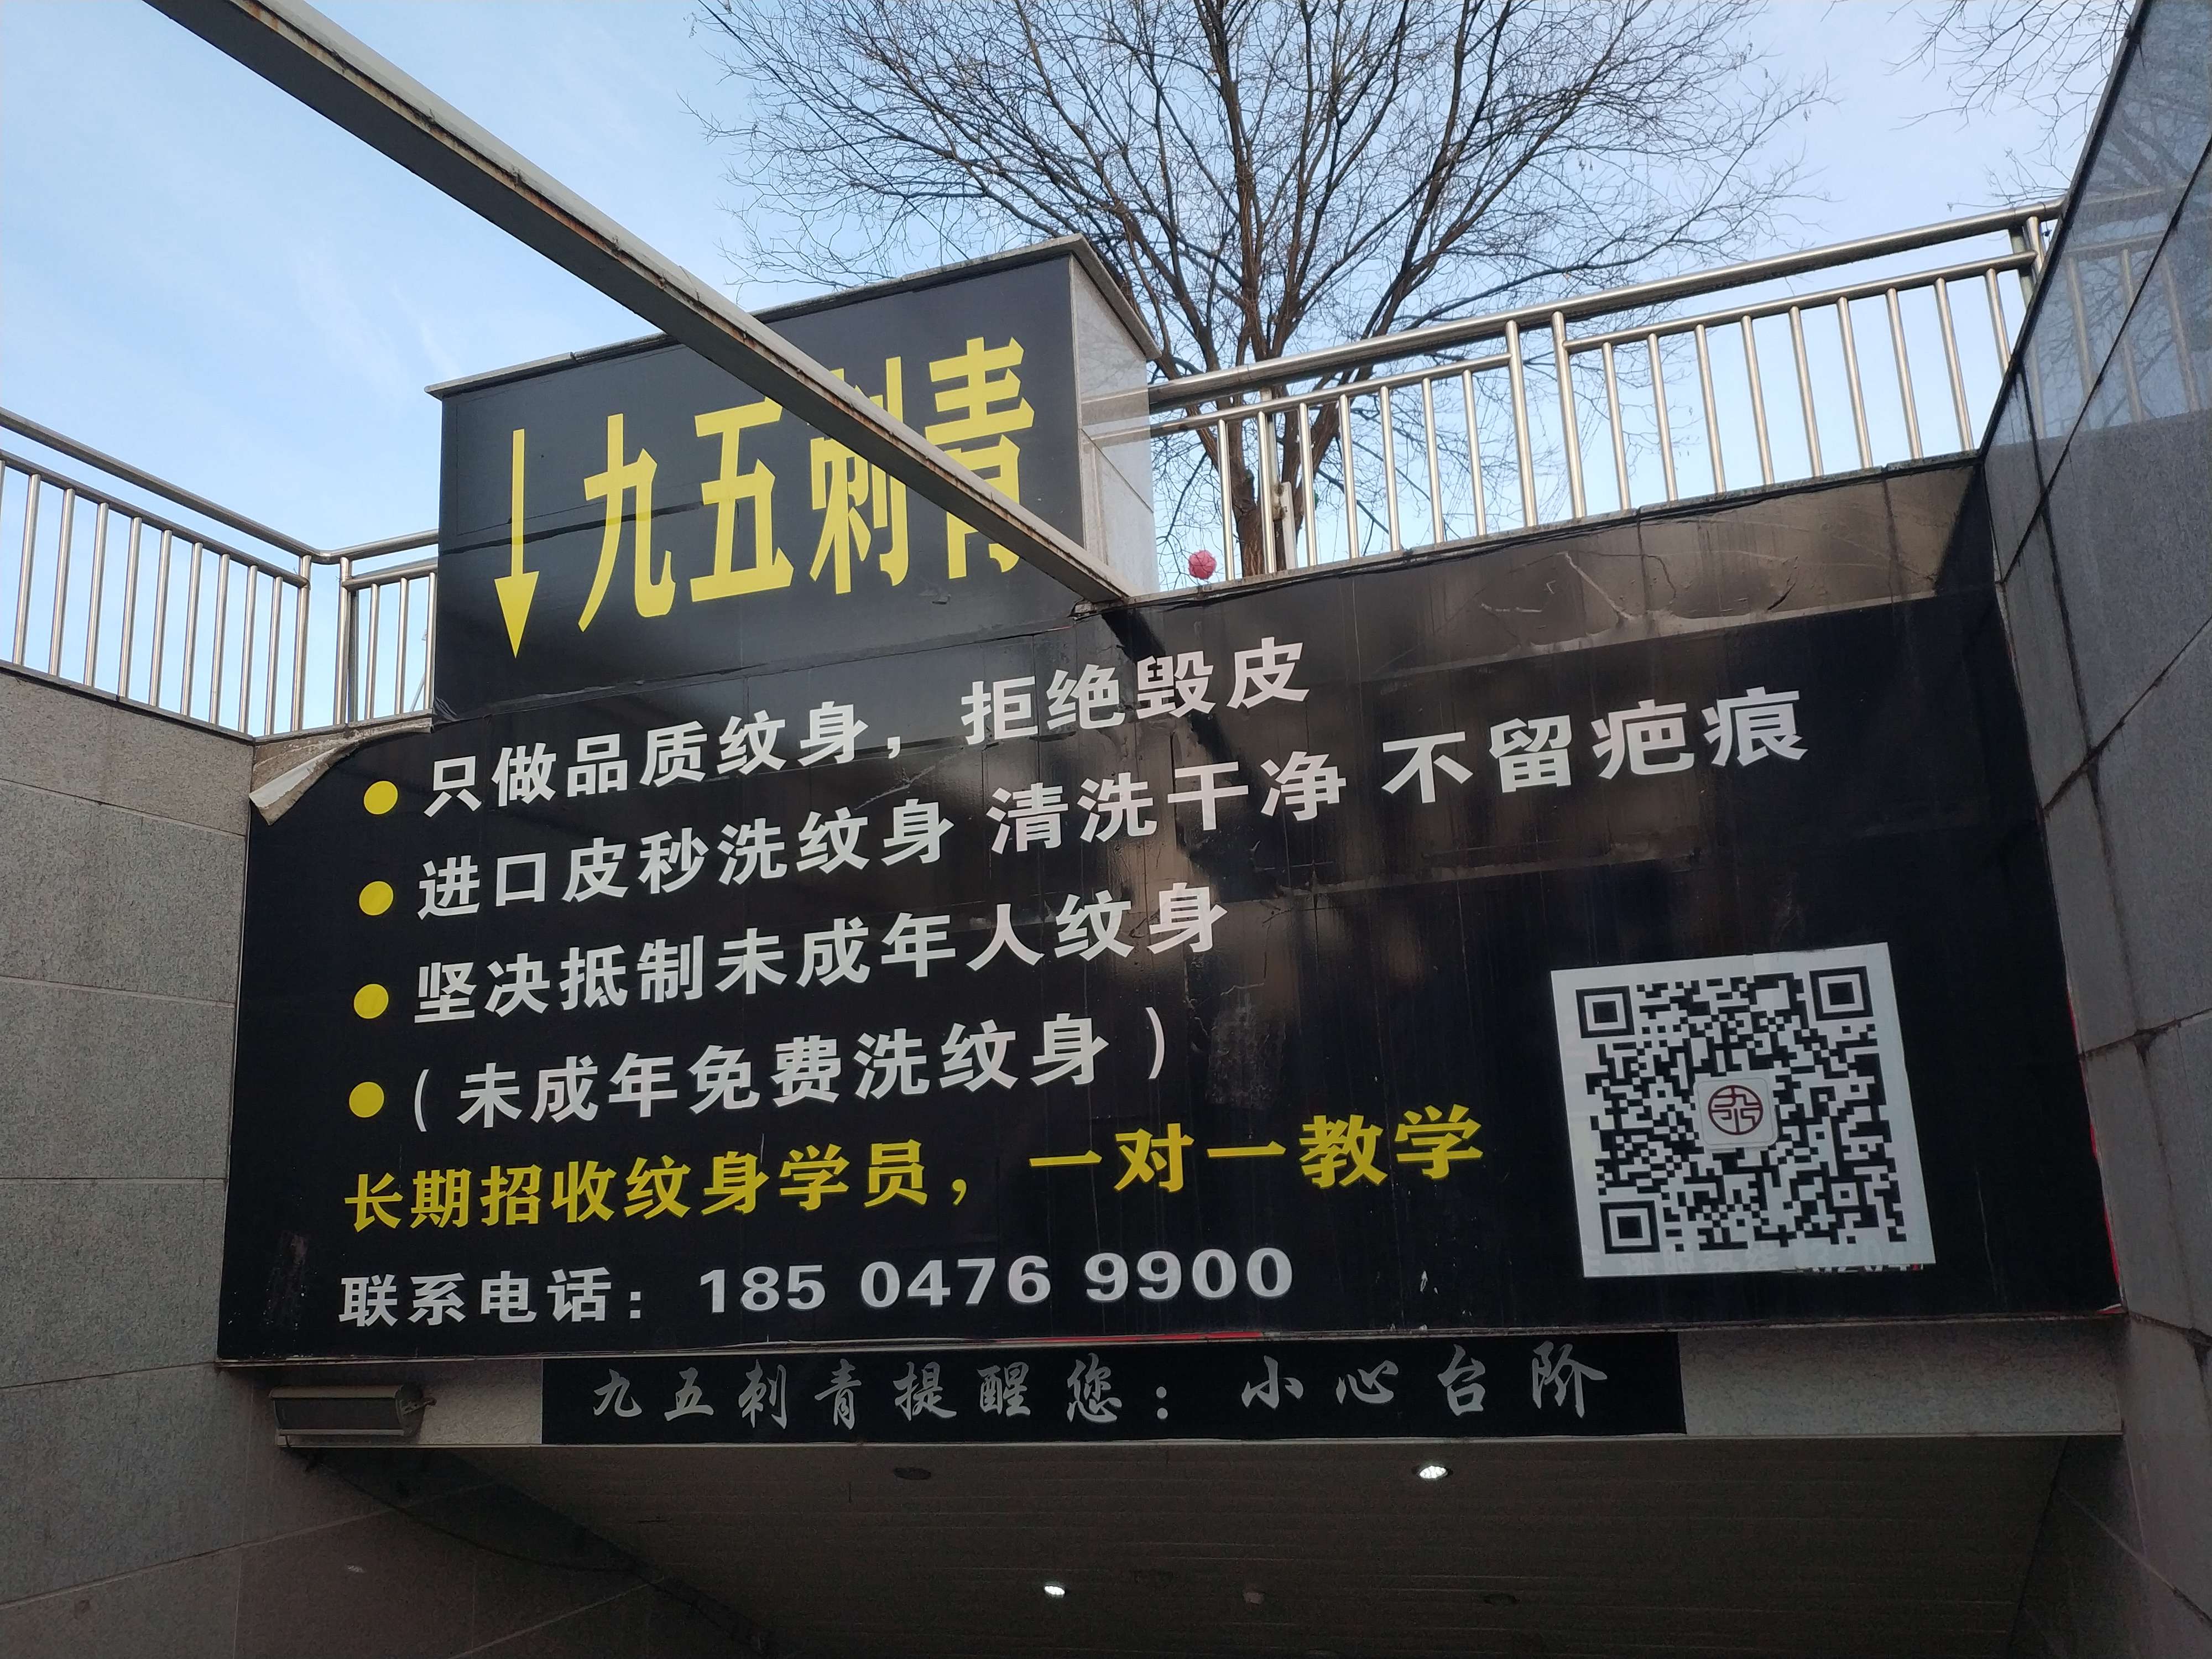 ↓九五刺青
● 只做品质纹身，拒绝毁皮
● 进口皮秒洗纹身 清洗干净 不留疤痕
● 坚决抵制未成年人纹身
● （未成年免费洗纹身）
长期招收纹身学员，一对一教学
联系电话：185 0476 9900
九五刺青提醒您：小心台阶